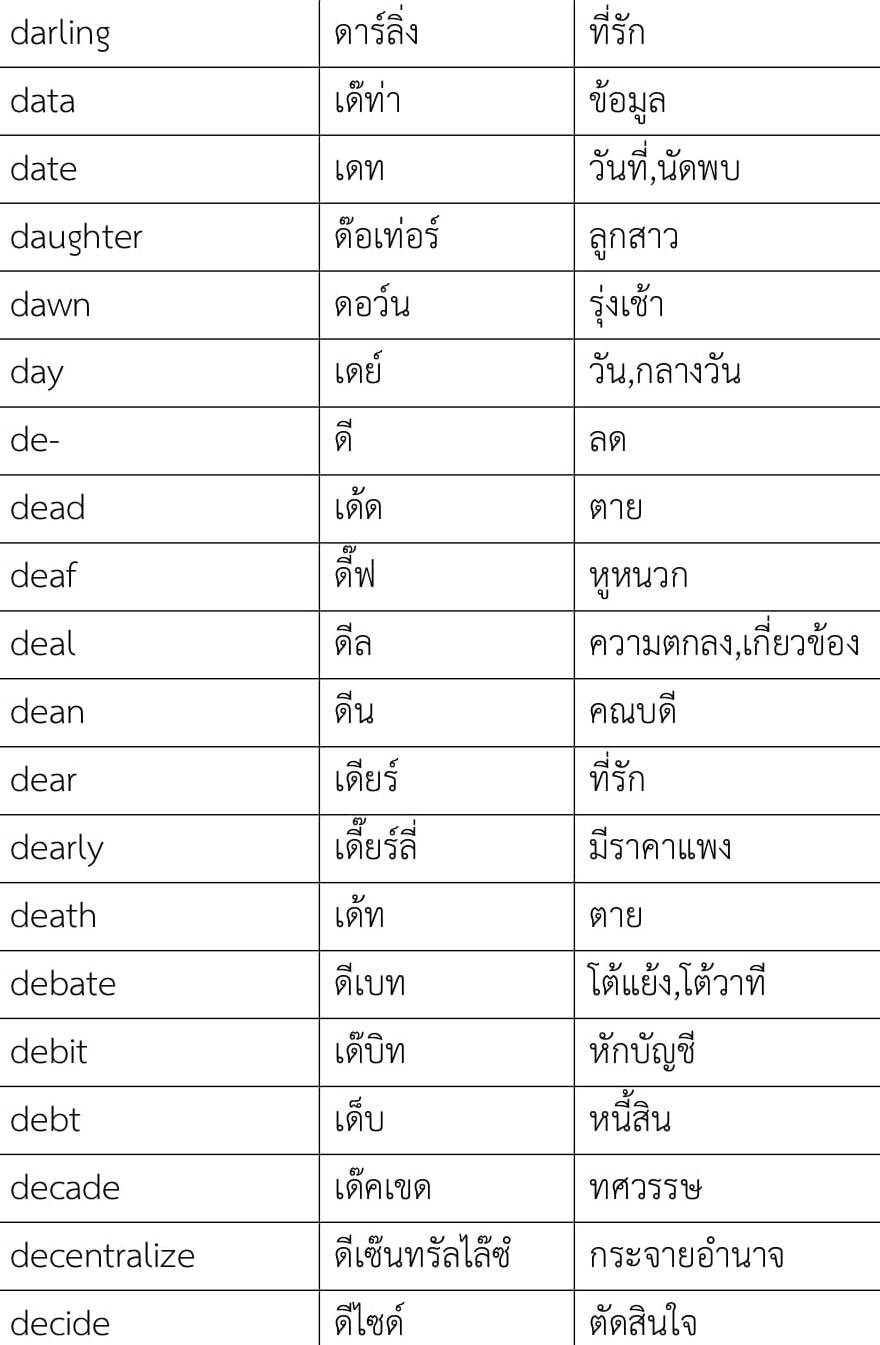 darling ดาร์ลิ่ง ที่รัก
data เด๊ท่า ข้อมูล
date เดท วันที่,นัดพบ
daughter ด๊อเท่อร์ ลูกสาว
dawn ดอว์น รุ่งเช้า
day เดย์ วัน,กลางวัน
de- ดี ลด
dead เด้ด ตาย
deaf ดี๊ฟ หูหนวก
deal ดีล ความตกลง,เกี่ยวข้อง
dean ดีน คณบดี
dear เดียร์ ที่รัก
dearly เดี๊ยร์ลี่ มีราคาแพง
death เด้ท ตาย
debate ดีเบท โต้แย้ง,โต้วาที
debit เด๊บิท หักบัญชี
debt เด็บ หนี้สิน
decade เด๊คเขด ทศวรรษ
decentralize ดีเซ๊นทรัลไล๊ซํ กระจายอำนาจ
decide ดีไซด์ ตัดสินใจ